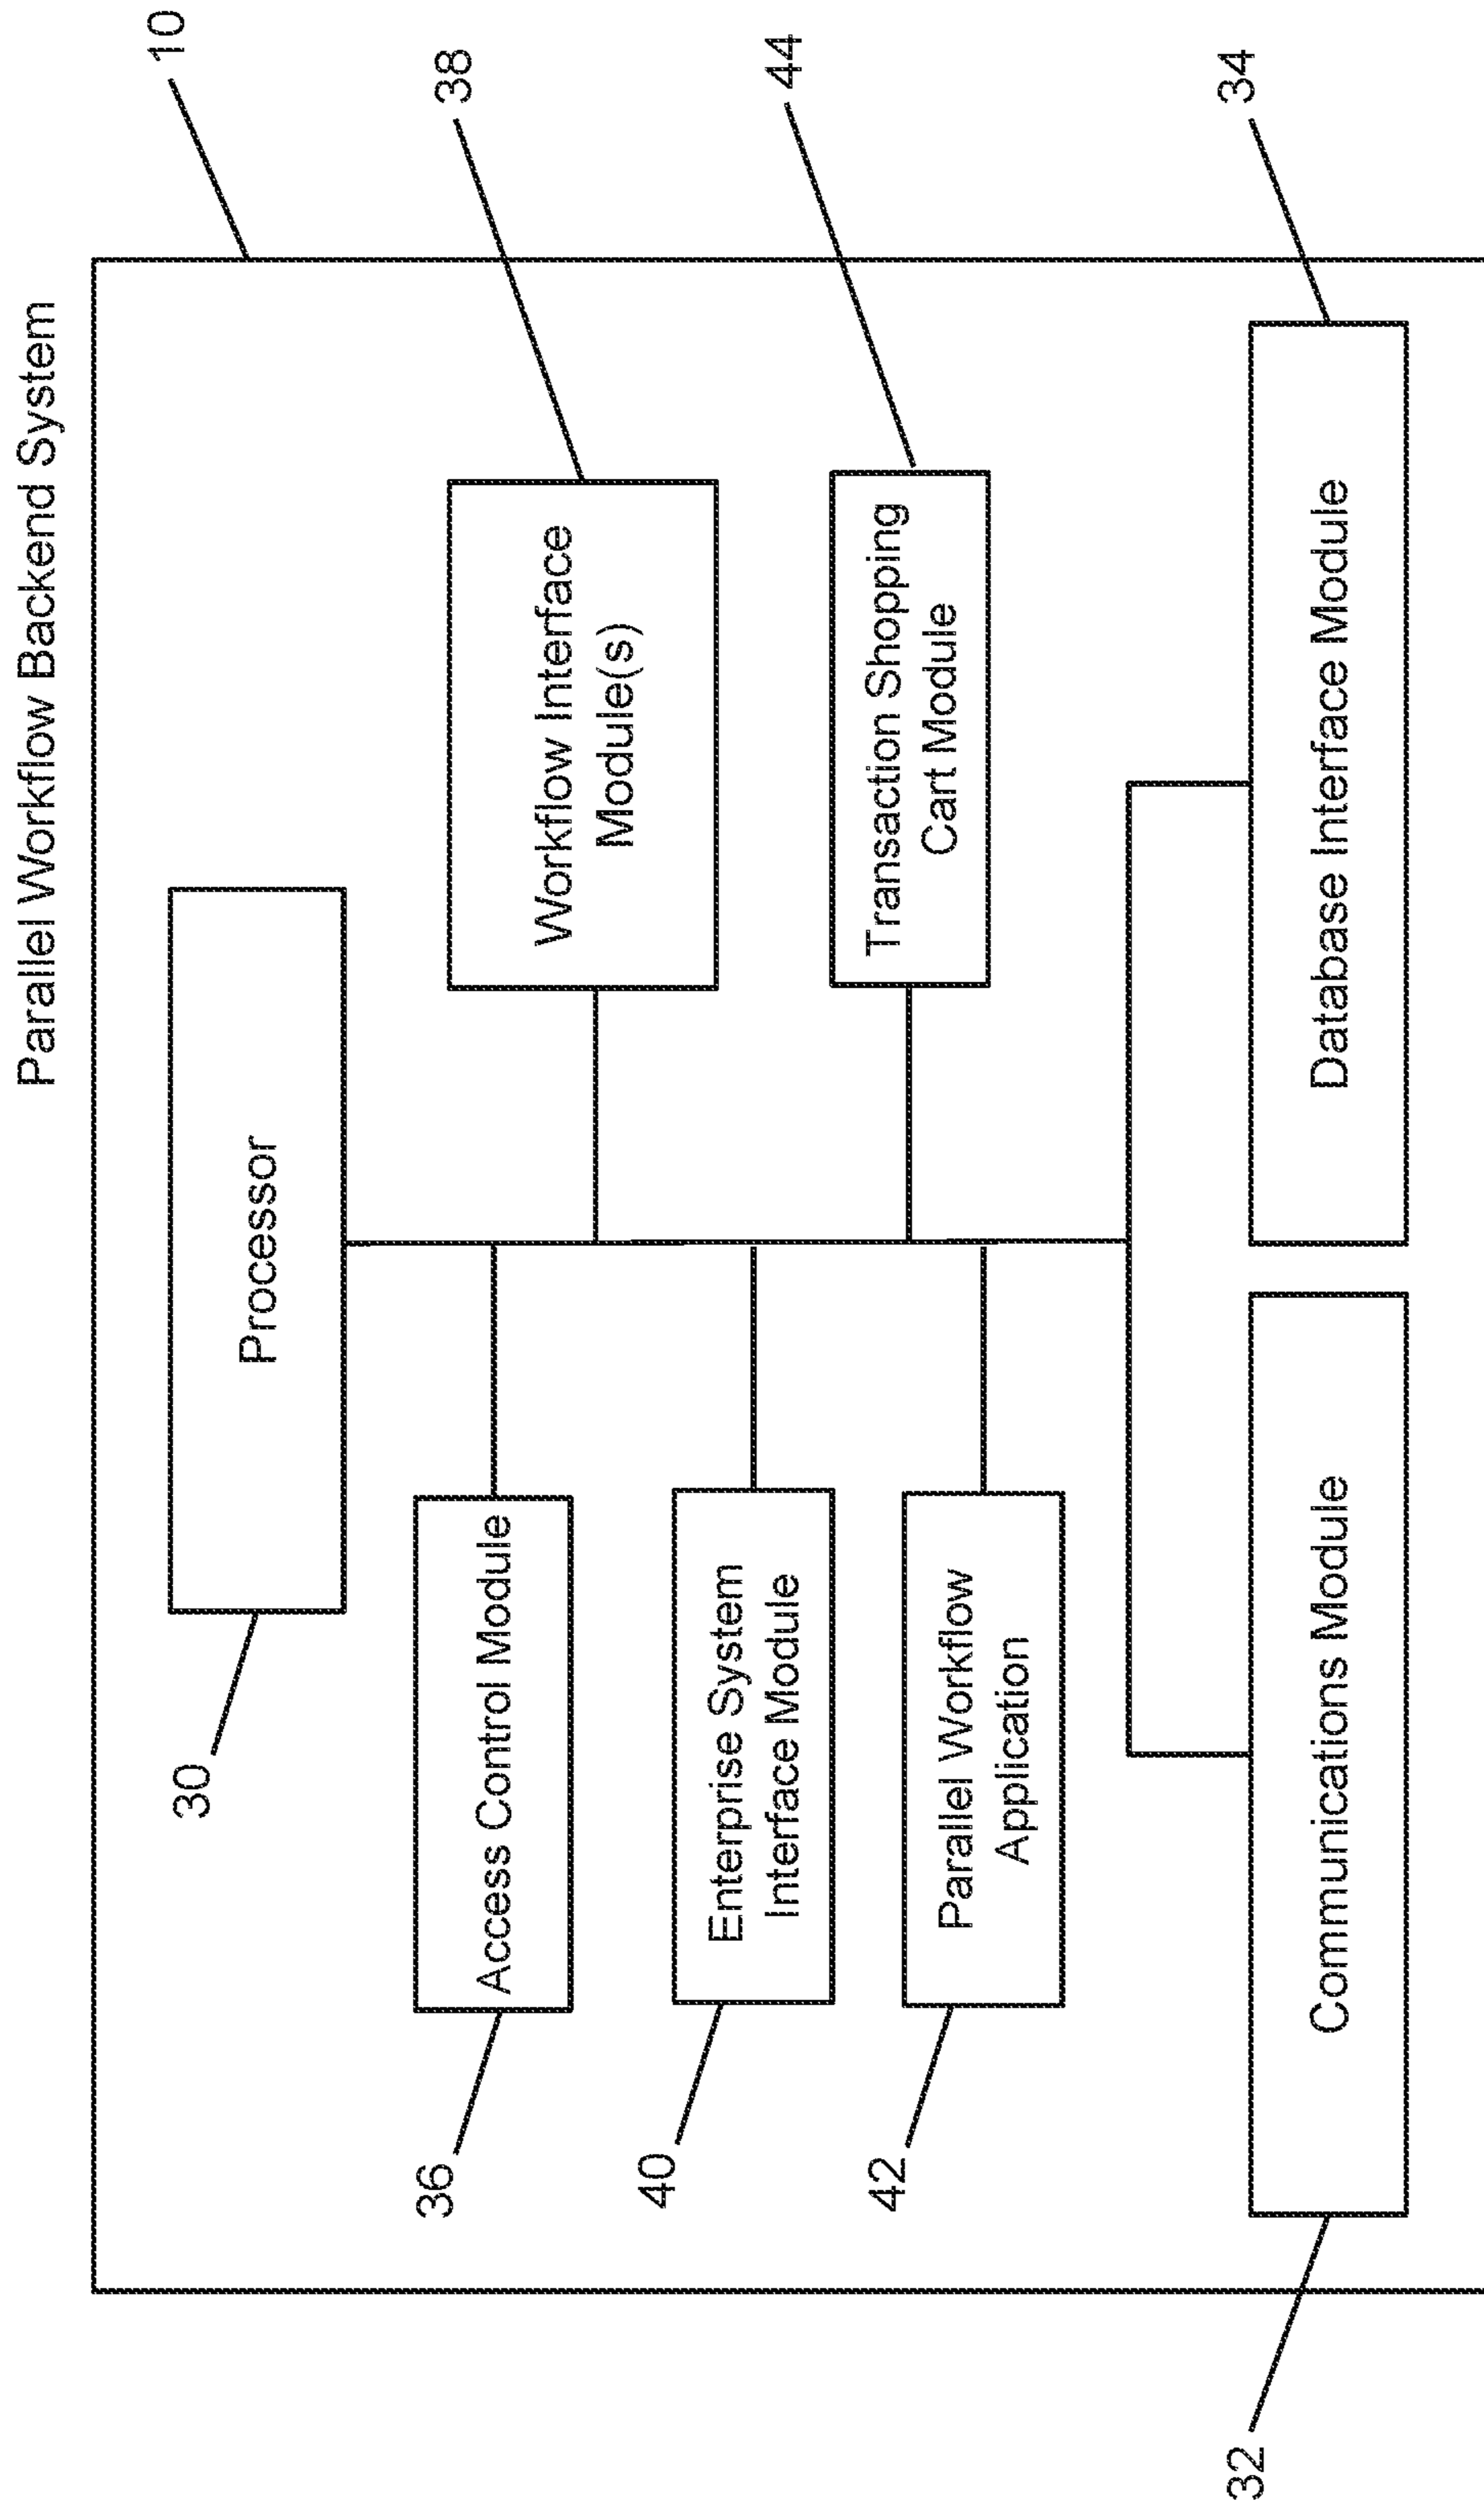 Parallel Workflow Backend System
10
Processor
30
Access Control Module
36
Workflow Interface
Module(s)
38
Enterprise System
Interface Module
40
Transaction Shopping
Cart Module
44
Parallel Workflow
Application
42
Communications Module
32
Database Interface Module
34